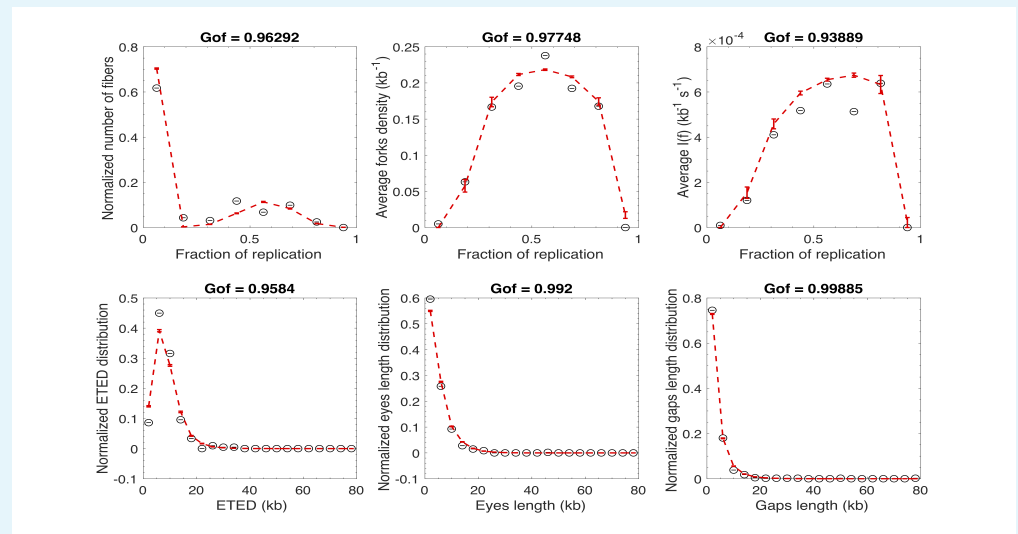 Gof = 0.96292
Normalized number of fibers
0.8
0.6
0.4
0.2
0
0 0.5 1
Fraction of replication
Gof = 0.97748
Average forks density (kb⁻¹)
0.25
0.2
0.15
0.1
0.05
0
0 0.5 1
Fraction of replication
Gof = 0.93889
×10⁻⁴
Average I(f) (kb⁻¹ s⁻¹)
8
6
4
2
0
0 0.5 1
Fraction of replication
Gof = 0.9584
Normalized ETED distribution
0.5
0.4
0.3
0.2
0.1
0
-0.1
0 20 40 60 80
ETED (kb)
Gof = 0.992
Normalized eyes length distribution
0.6
0.5
0.4
0.3
0.2
0.1
0
-0.1
0 20 40 60 80
Eyes length (kb)
Gof = 0.99885
Normalized gaps length distribution
0.8
0.6
0.4
0.2
0
0 20 40 60 80
Gaps length (kb)